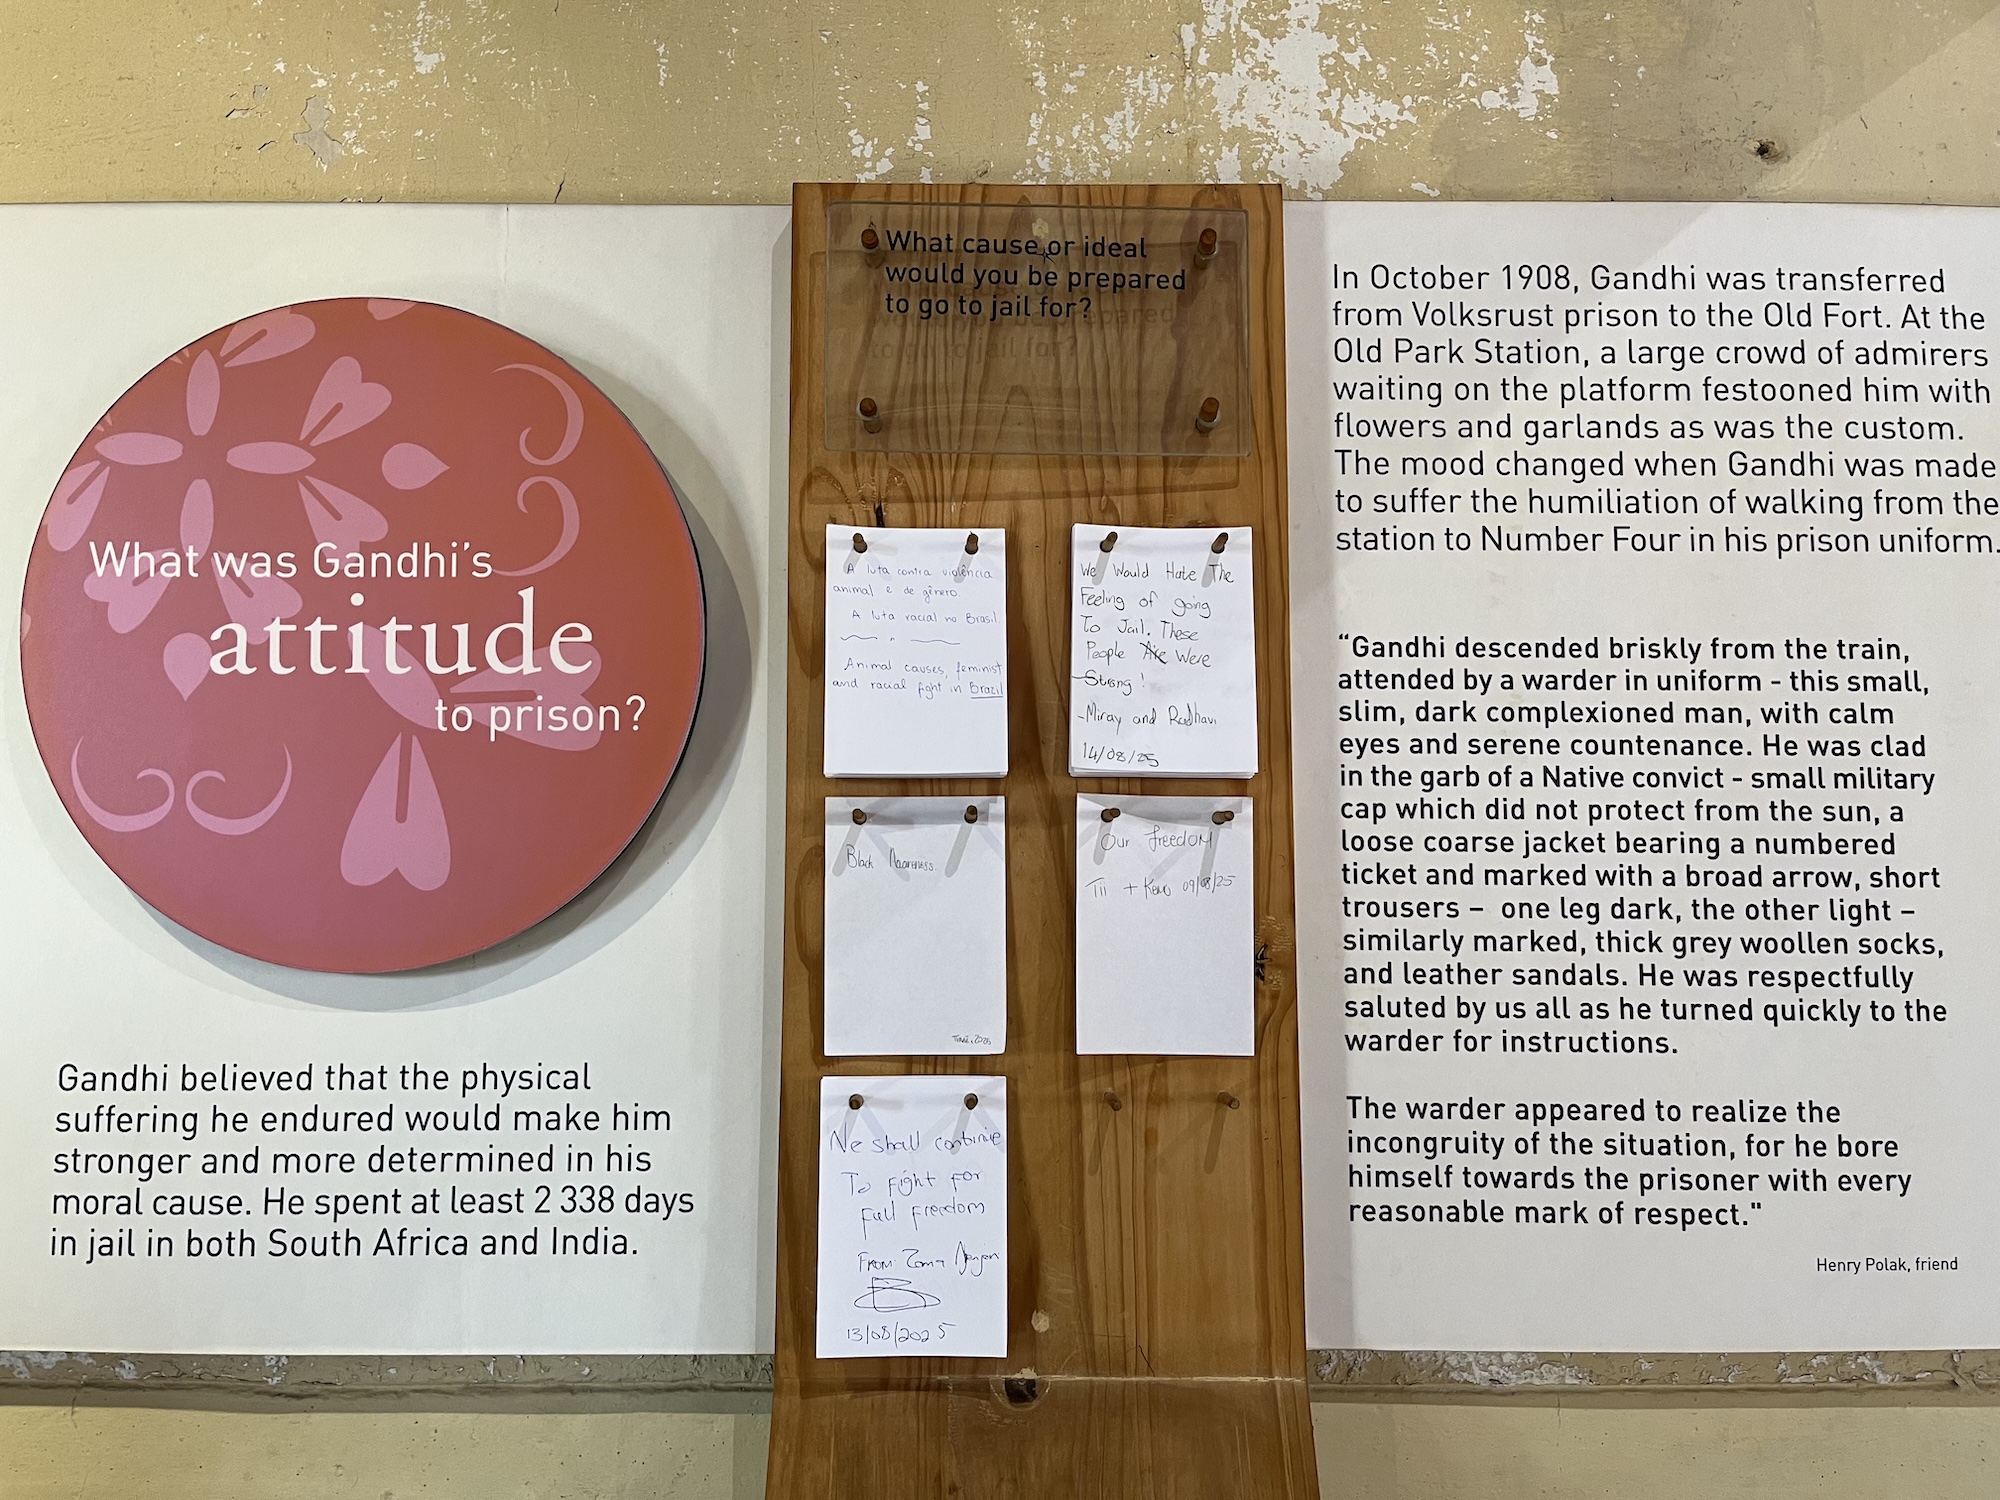 What was Gandhi's
attitude
to prison?
Gandhi believed that the physical
suffering he endured would make him
stronger and more determined in his
moral cause. He spent at least 2 338 days
in jail in both South Africa and India.
What cause or ideal
would you be prepared
to go to jail for?
A luta contra violência
animal e de gênero.
A luta racial no Brasil.
Animal causes, feminist
and racial fight in Brazil
We Would Hate The
Feeling of going
To Jail. These
People Are Were
Strong!
-Miray and Radhavi
14/08/25
Black Awareness.
2025
Our freedom
Tii + 09/08/25
We shall continue
To fight for
full freedom
From
13/08/2025
In October 1908, Gandhi was transferred
from Volksrust prison to the Old Fort. At the
Old Park Station, a large crowd of admirers
waiting on the platform festooned him with
flowers and garlands as was the custom.
The mood changed when Gandhi was made
to suffer the humiliation of walking from the
station to Number Four in his prison uniform.
"Gandhi descended briskly from the train,
attended by a warder in uniform - this small,
slim, dark complexioned man, with calm
eyes and serene countenance. He was clad
in the garb of a Native convict - small military
cap which did not protect from the sun, a
loose coarse jacket bearing a numbered
ticket and marked with a broad arrow, short
trousers – one leg dark, the other light –
similarly marked, thick grey woollen socks,
and leather sandals. He was respectfully
saluted by us all as he turned quickly to the
warder for instructions.
The warder appeared to realize the
incongruity of the situation, for he bore
himself towards the prisoner with every
reasonable mark of respect."
Henry Polak, friend